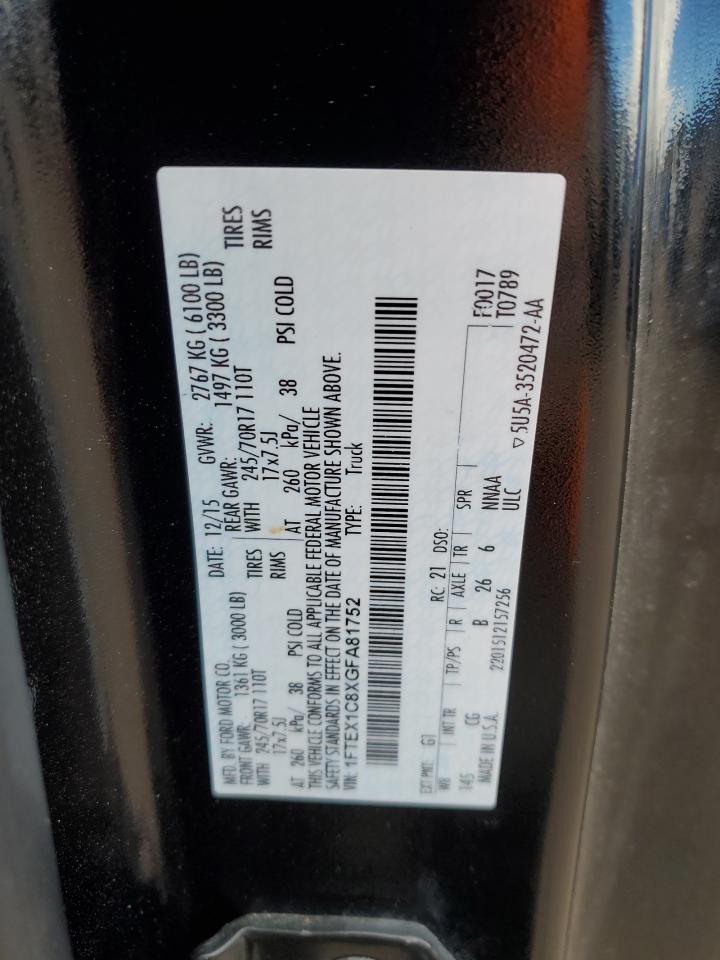 MFD. BY FORD MOTOR CO. DATE: 12/15 GVWR: 2767 KG ( 6100 LB)
FRONT GAWR: 1361 KG ( 3000 LB) REAR GAWR: 1497 KG ( 3300 LB)
WITH 245/70R17 110T TIRES WITH 245/70R17 110T TIRES
17x7.5J RIMS 17x7.5J RIMS
AT 260 kPa/ 38 PSI COLD AT 260 kPa/ 38 PSI COLD
THIS VEHICLE CONFORMS TO ALL APPLICABLE FEDERAL MOTOR VEHICLE
SAFETY STANDARDS IN EFFECT ON THE DATE OF MANUFACTURE SHOWN ABOVE.
VIN: 1FTEX1C8XGFA81752 TYPE: Truck
EXT PNT: G1 RC: 21 DSO:
WB INT TR TP/PS R AXLE TR SPR F0017
145 CG B 26 6 NNAA T0789
MADE IN U.S.A. 2201512157256 ULC
▽5U5A-3520472-AA